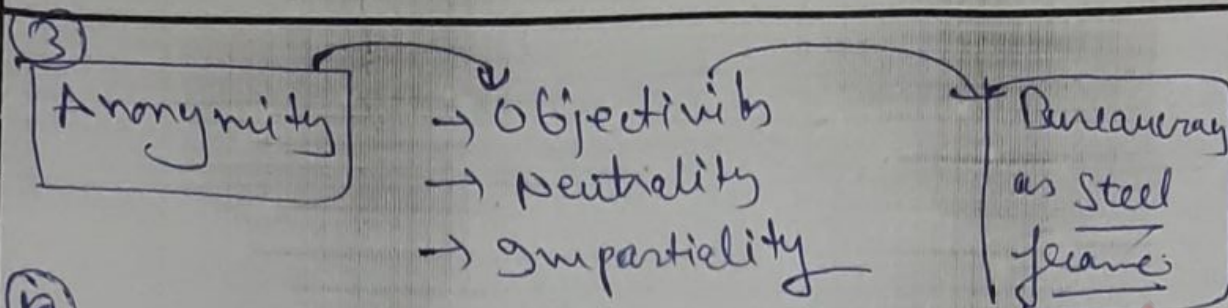 ③
Anonymity → Objectivity Bureaucracy
→ Neutrality as Steel
→ Impartiality frame